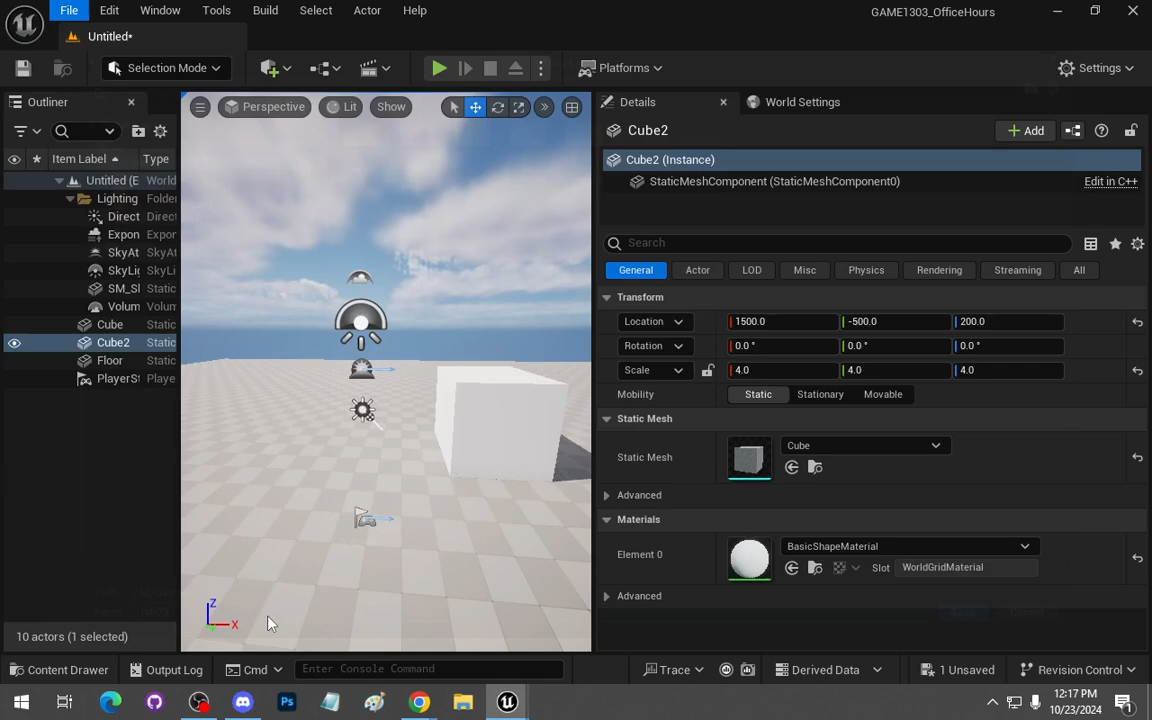 File Edit Window Tools Build Select Actor Help GAME1303_OfficeHours
Untitled*
Selection Mode Platforms Settings
Outliner Perspective Lit Show Details World Settings
Cube2 Add
Item Label Type Cube2 (Instance)
Untitled (E World StaticMeshComponent (StaticMeshComponent0) Edit in C++
Lighting Folder
Direct Direct
Expon Expon
SkyAt SkyAt
SkyLig SkyLi
SM_Sl Static
Volum Volum
Cube Static
Cube2 Static
Floor Static
PlayerSt Playe
Search
General Actor LOD Misc Physics Rendering Streaming All
Transform
Location 1500.0 -500.0 200.0
Rotation 0.0 ° 0.0 ° 0.0 °
Scale 4.0 4.0 4.0
Mobility Static Stationary Movable
Static Mesh
Static Mesh Cube
Advanced
Materials
Element 0 BasicShapeMaterial
Slot WorldGridMaterial
Advanced
Z
X
10 actors (1 selected)
Content Drawer Output Log Cmd Enter Console Command Trace Derived Data 1 Unsaved Revision Control
Ps
12:17 PM
10/23/2024
1